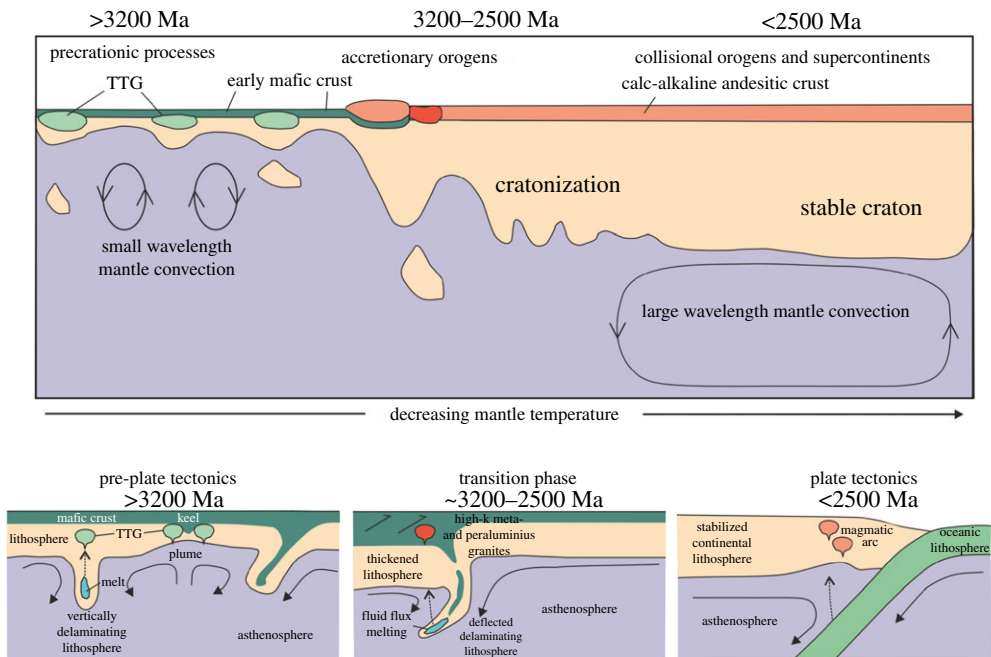 >3200 Ma
3200–2500 Ma
<2500 Ma
precrationic processes
accretionary orogens
collisional orogens and supercontinents
TTG
early mafic crust
calc-alkaline andesitic crust
cratonization
stable craton
small wavelength
mantle convection
large wavelength mantle convection
decreasing mantle temperature
pre-plate tectonics
>3200 Ma
mafic crust
keel
lithosphere
TTG
plume
melt
vertically
delaminating
lithosphere
asthenosphere
transition phase
~3200–2500 Ma
high-k meta-
and peraluminius
granites
thickened
lithosphere
fluid flux
melting
deflected
delaminating
lithosphere
asthenosphere
plate tectonics
<2500 Ma
stabilized
continental
lithosphere
magmatic
arc
oceanic
lithosphere
asthenosphere